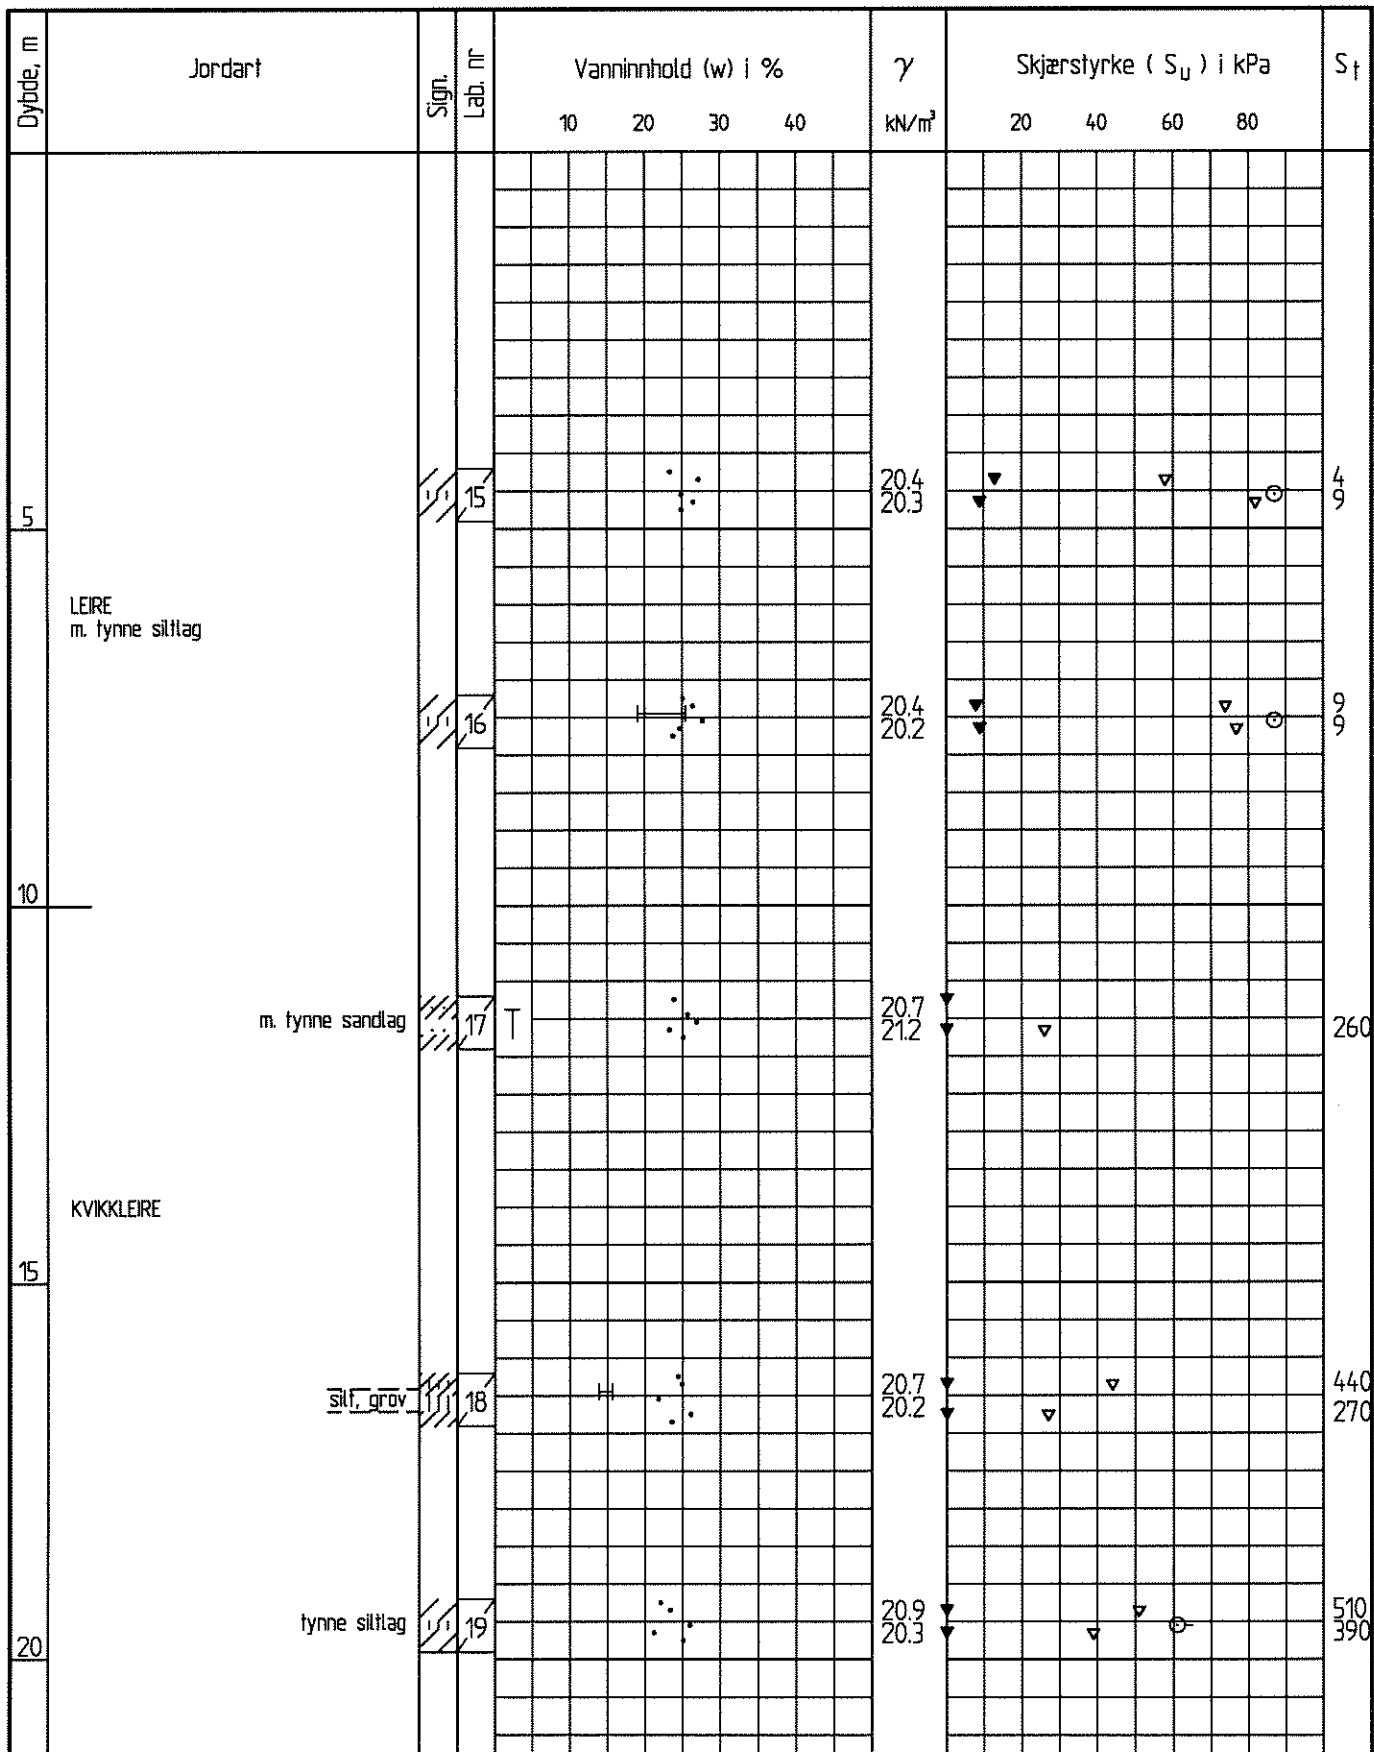 Dybde, m
Jordart
Sign.
Lab. nr
Vanninnhold (w) i %
10 20 30 40
γ
kN/m³
Skjærstyrke ( Su ) i kPa
20 40 60 80
St
15
20.4
20.3
4
9
5
LEIRE
m. tynne siltlag
16
20.4
20.2
9
9
10
m. tynne sandlag
17
T
20.7
21.2
260
KVIKKLEIRE
15
silt, grov
18
20.7
20.2
440
270
tynne siltlag
19
20.9
20.3
510
390
20